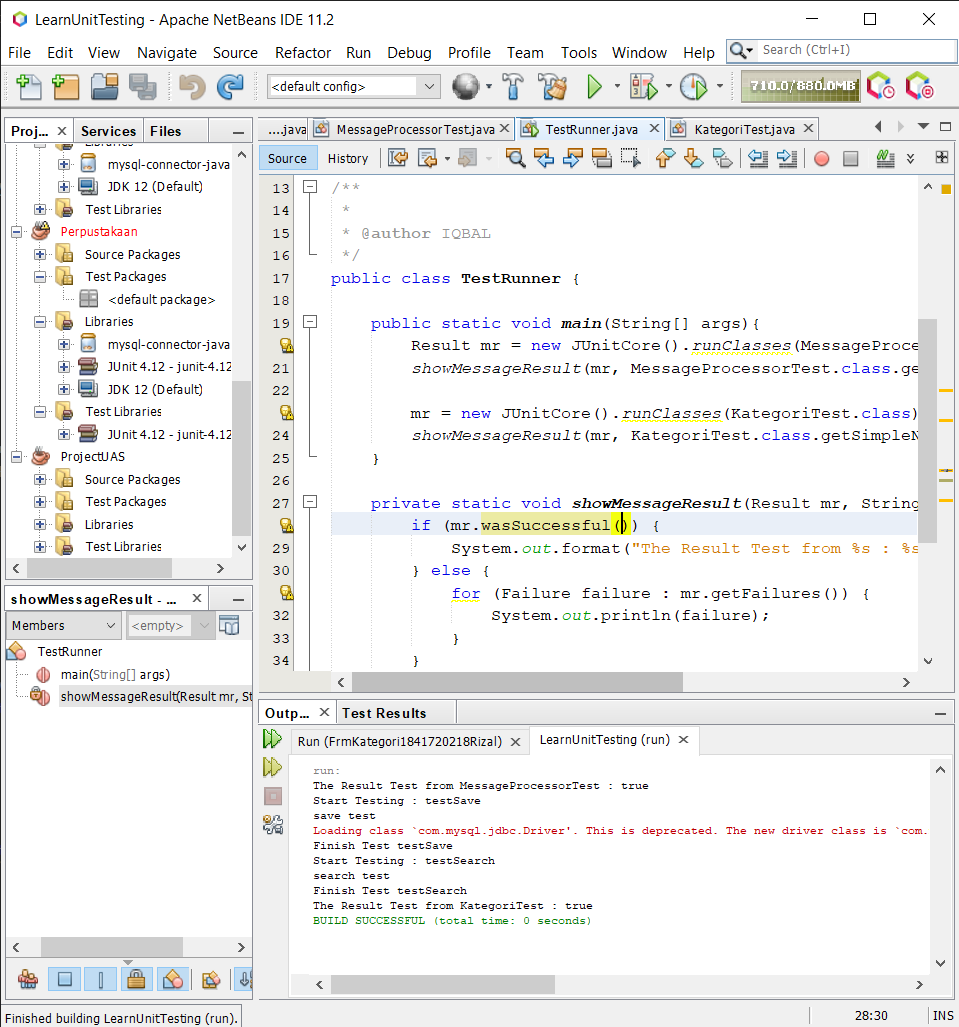 LearnUnitTesting - Apache NetBeans IDE 11.2
File Edit View Navigate Source Refactor Run Debug Profile Team Tools Window Help
Search (Ctrl+I)
<default config>
710.0/880.0MB
Proj...
Services
Files
Libraries
mysql-connector-java
JDK 12 (Default)
Test Libraries
Perpustakaan
Source Packages
Test Packages
<default package>
Libraries
mysql-connector-java
JUnit 4.12 - junit-4.12
JDK 12 (Default)
Test Libraries
JUnit 4.12 - junit-4.12
ProjectUAS
Source Packages
Test Packages
Libraries
Test Libraries
showMessageResult - ...
Members
<empty>
TestRunner
main(String[] args)
showMessageResult(Result mr, St
....java
MessageProcessorTest.java
TestRunner.java
KategoriTest.java
Source
History
13 /**
14 *
15 * @author IQBAL
16 */
17 public class TestRunner {
18
19 public static void main(String[] args){
Result mr = new JUnitCore().runClasses(MessageProce
21 showMessageResult(mr, MessageProcessorTest.class.ge
22
mr = new JUnitCore().runClasses(KategoriTest.class)
24 showMessageResult(mr, KategoriTest.class.getSimpleN
25 }
26
27 private static void showMessageResult(Result mr, String
if (mr.wasSuccessful()) {
29 System.out.format("The Result Test from %s : %s
30 } else {
for (Failure failure : mr.getFailures()) {
32 System.out.println(failure);
33 }
34 }
Outp...
Test Results
Run (FrmKategori1841720218Rizal)
LearnUnitTesting (run)
run:
The Result Test from MessageProcessorTest : true
Start Testing : testSave
save test
Loading class `com.mysql.jdbc.Driver'. This is deprecated. The new driver class is `com.
Finish Test testSave
Start Testing : testSearch
search test
Finish Test testSearch
The Result Test from KategoriTest : true
BUILD SUCCESSFUL (total time: 0 seconds)
Finished building LearnUnitTesting (run).
28:30
INS